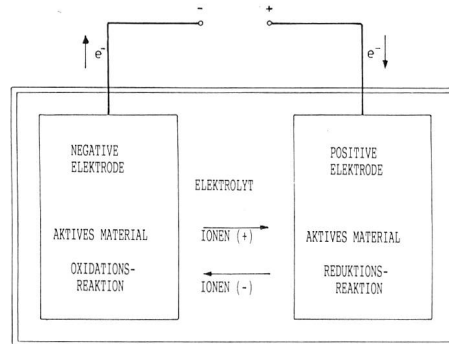 - +
e⁻ e⁻
NEGATIVE
ELEKTRODE
POSITIVE
ELEKTRODE
ELEKTROLYT
AKTIVES MATERIAL
IONEN (+)
AKTIVES MATERIAL
OXIDATIONS-
REAKTION
IONEN (-)
REDUKTIONS-
REAKTION